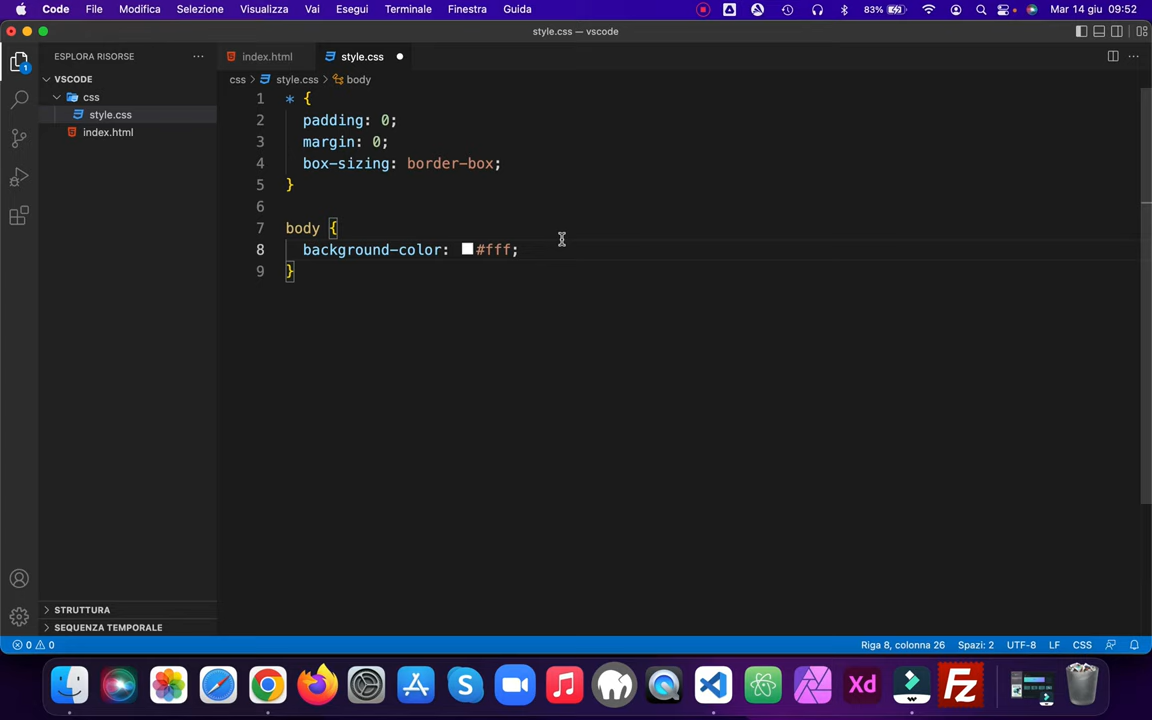 Code File Modifica Selezione Visualizza Vai Esegui Terminale Finestra Guida 83% Mar 14 giu 09:52
style.css — vscode
ESPLORA RISORSE
index.html style.css
VSCODE
css
style.css
index.html
css style.css body
1 * {
2 padding: 0;
3 margin: 0;
4 box-sizing: border-box;
5 }
6
7 body {
8 background-color: #fff;
9 }
1
STRUTTURA
SEQUENZA TEMPORALE
0 0 Riga 8, colonna 26 Spazi: 2 UTF-8 LF CSS
S Xd Fz